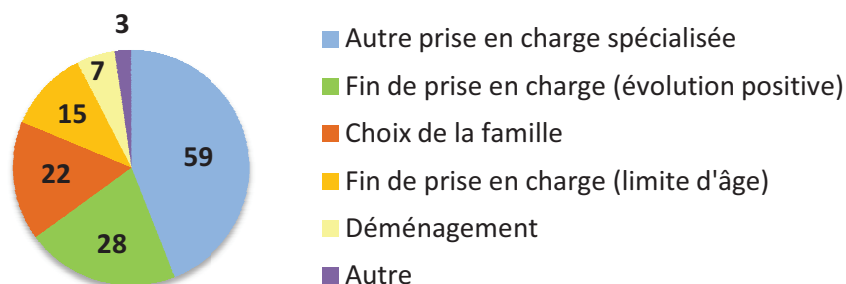 3
7
15
22
28
59
Autre prise en charge spécialisée
Fin de prise en charge (évolution positive)
Choix de la famille
Fin de prise en charge (limite d'âge)
Déménagement
Autre